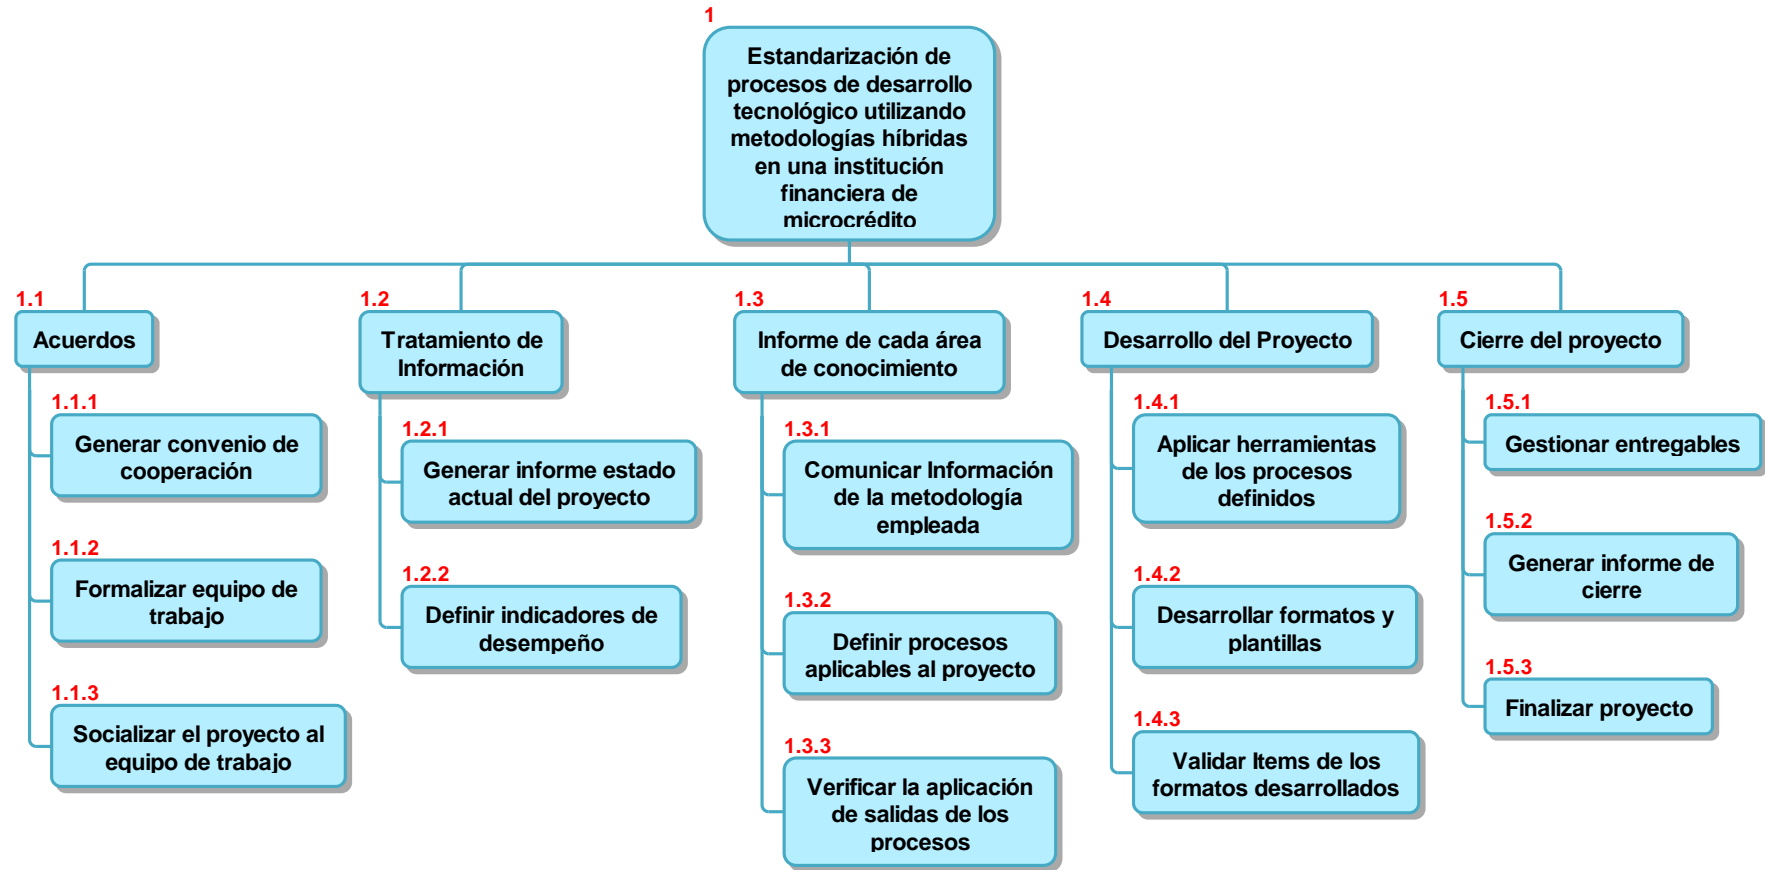 1
Estandarización de
procesos de desarrollo
tecnológico utilizando
metodologías híbridas
en una institución
financiera de
microcrédito
1.1
Acuerdos
1.1.1
Generar convenio de
cooperación
1.1.2
Formalizar equipo de
trabajo
1.1.3
Socializar el proyecto al
equipo de trabajo
1.2
Tratamiento de
Información
1.2.1
Generar informe estado
actual del proyecto
1.2.2
Definir indicadores de
desempeño
1.3
Informe de cada área
de conocimiento
1.3.1
Comunicar Información
de la metodología
empleada
1.3.2
Definir procesos
aplicables al proyecto
1.3.3
Verificar la aplicación
de salidas de los
procesos
1.4
Desarrollo del Proyecto
1.4.1
Aplicar herramientas
de los procesos
definidos
1.4.2
Desarrollar formatos y
plantillas
1.4.3
Validar Items de los
formatos desarrollados
1.5
Cierre del proyecto
1.5.1
Gestionar entregables
1.5.2
Generar informe de
cierre
1.5.3
Finalizar proyecto